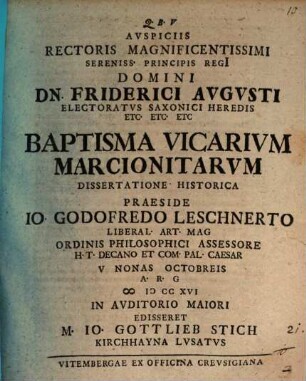 Q·B·V
AVSPICIIS
RECTORIS MAGNIFICENTISSIMI
SERENISS· PRINCIPIS REGI
DOMINI
DN· FRIDERICI AVGVSTI
ELECTORATVS SAXONICI HEREDIS
ETC· ETC· ETC
BAPTISMA VICARIVM
MARCIONITARVM
DISSERTATIONE HISTORICA
PRAESIDE
IO· GODOFREDO LESCHNERTO
LIBERAL· ART· MAG
ORDINIS PHILOSOPHICI ASSESSORE
H·T· DECANO ET COM· PAL· CAESAR
V NONAS OCTOBREIS
A·R·G
ꝏ IↃ CC XVI
IN AVDITORIO MAIORI
EDISSERET
M· IO· GOTTLIEB STICH
KIRCHHAYNA LVSATVS
VITEMBERGAE EX OFFICINA CREVSIGIANA